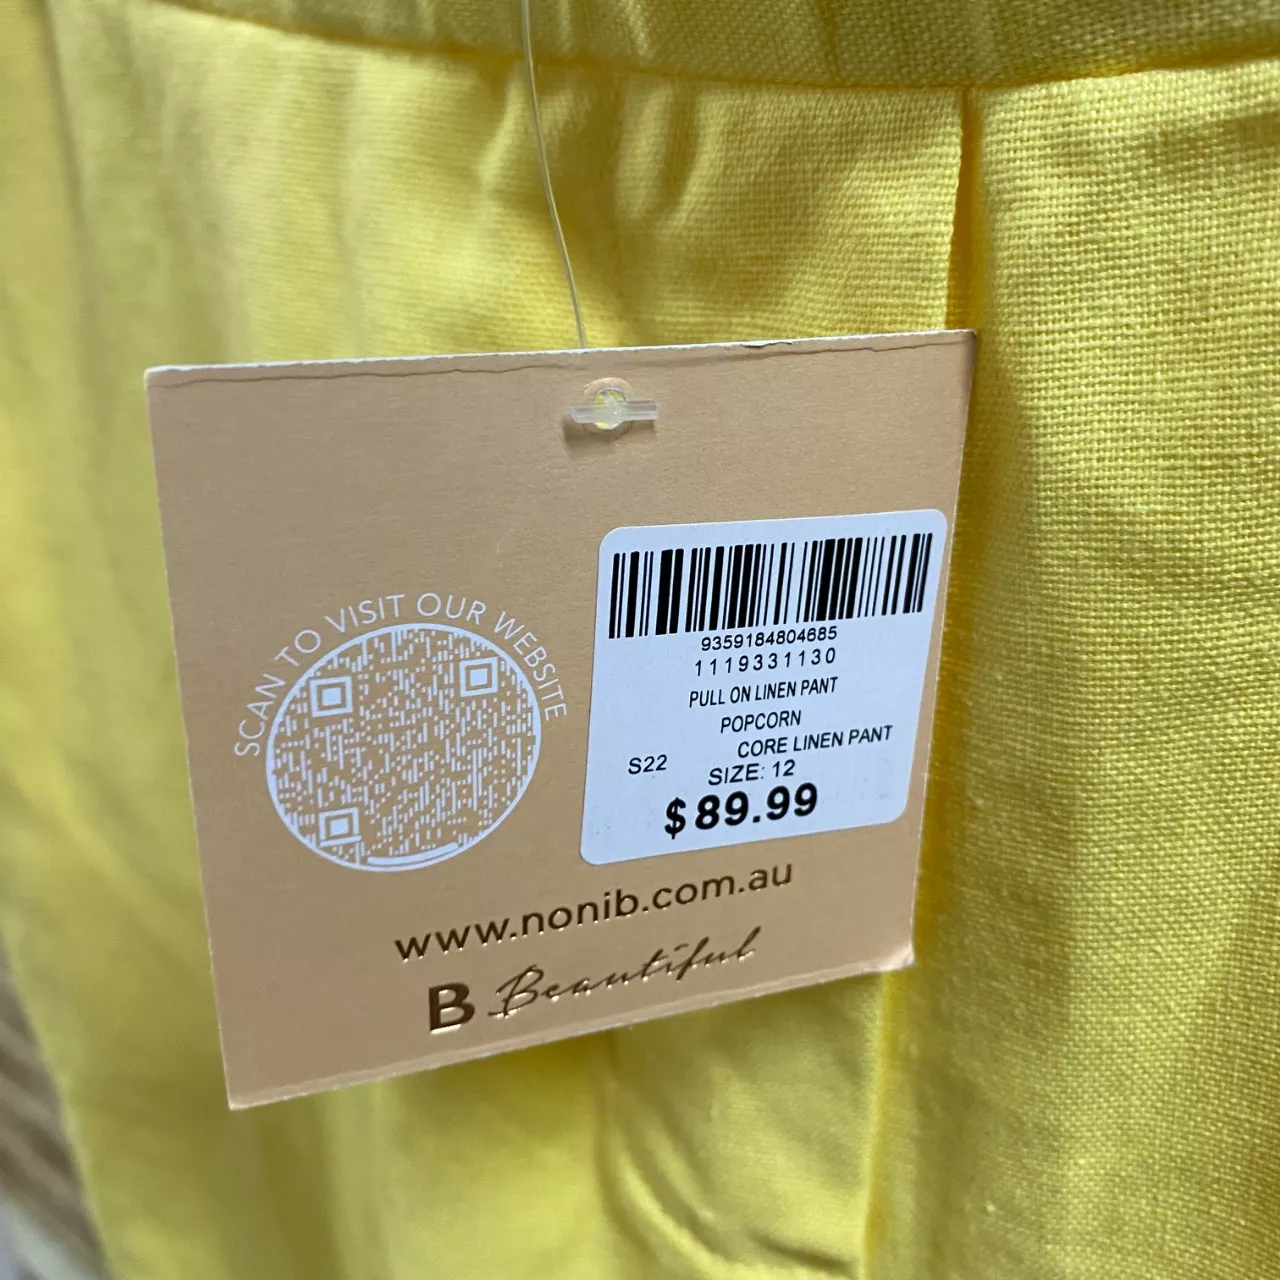 SCAN TO VISIT OUR WEBSITE
9359184804685
1119331130
PULL ON LINEN PANT
POPCORN
CORE LINEN PANT
S22 SIZE: 12
$89.99
www.nonib.com.au
B Beautiful